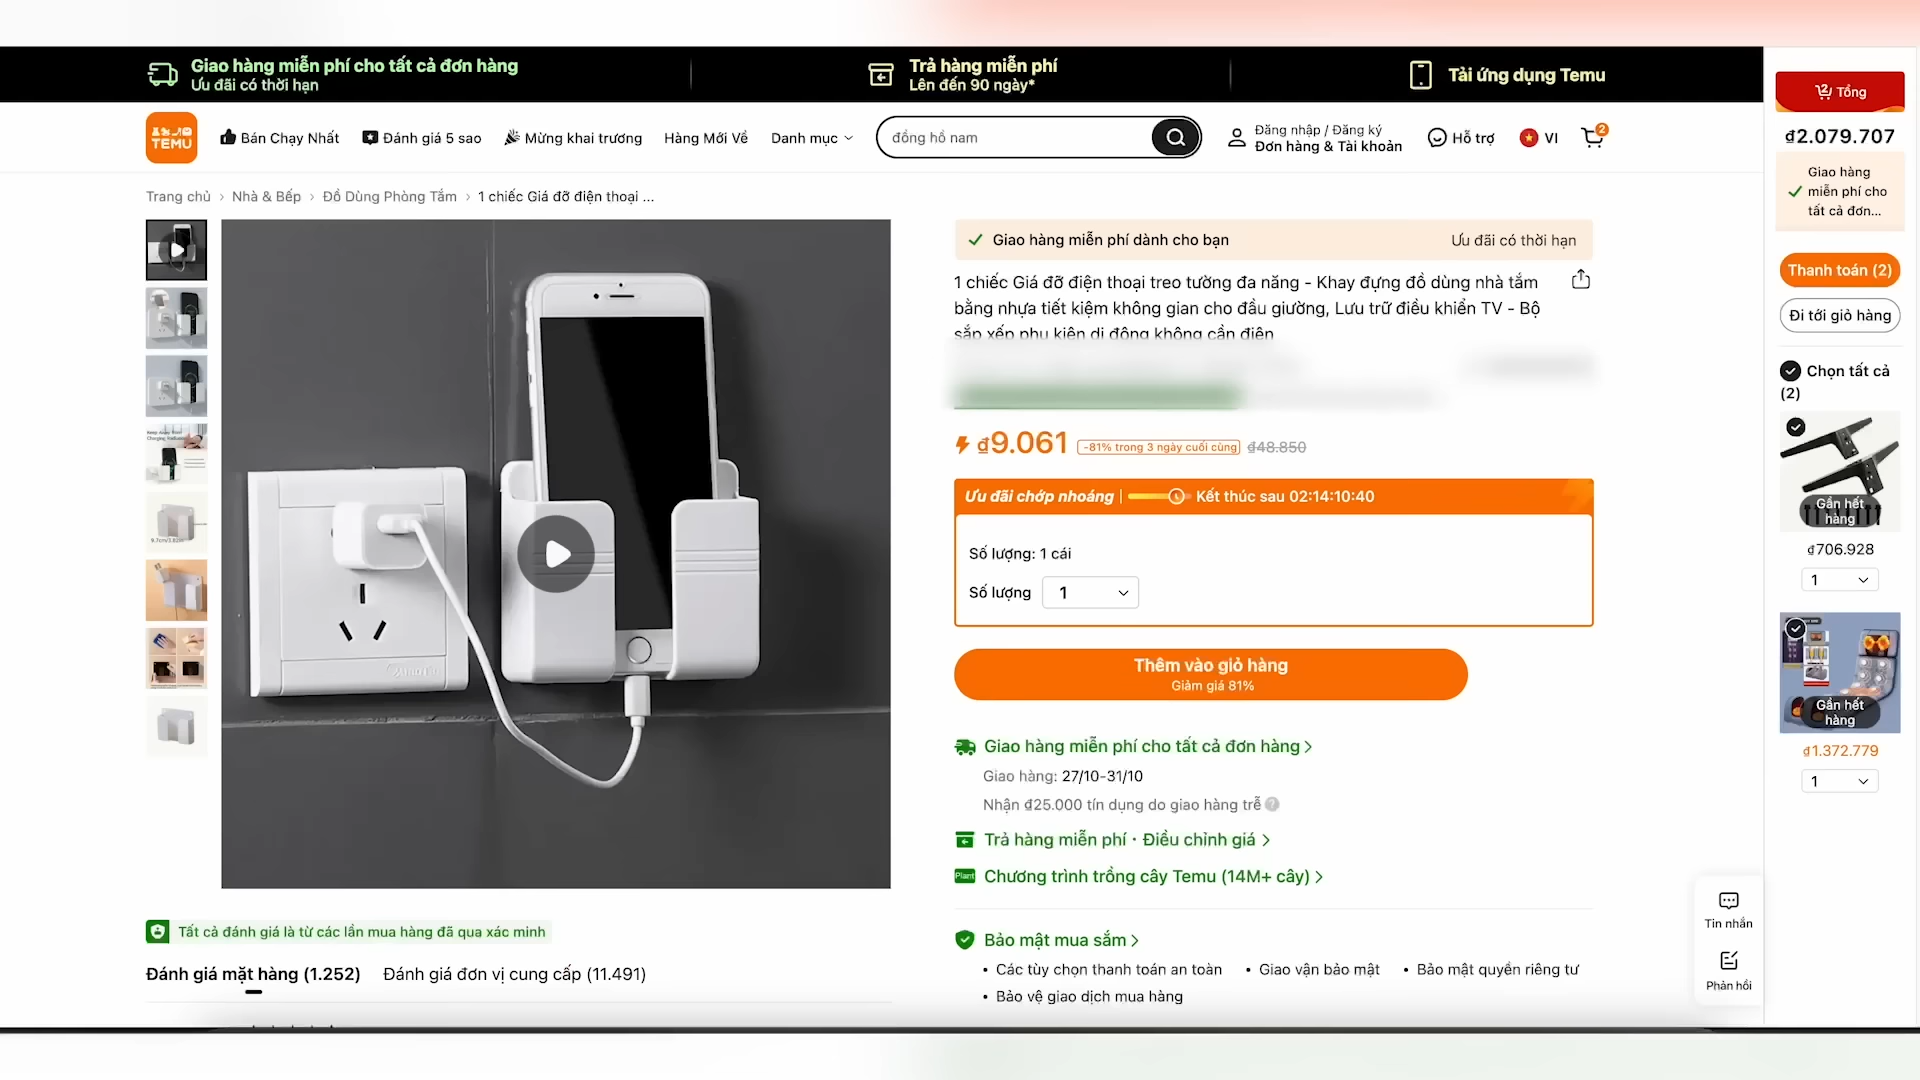 Giao hàng miễn phí cho tất cả đơn hàng
Ưu đãi có thời hạn
Trả hàng miễn phí
Lên đến 90 ngày*
Tải ứng dụng Temu
TEMU
Bán Chạy Nhất
Đánh giá 5 sao
Mừng khai trương
Hàng Mới Về
Danh mục
đồng hồ nam
Đăng nhập / Đăng ký
Đơn hàng & Tài khoản
Hỗ trợ
VI
2
Trang chủ › Nhà & Bếp › Đồ Dùng Phòng Tắm › 1 chiếc Giá đỡ điện thoại ...
Giao hàng miễn phí dành cho bạn
Ưu đãi có thời hạn
1 chiếc Giá đỡ điện thoại treo tường đa năng - Khay đựng đồ dùng nhà tắm
bằng nhựa tiết kiệm không gian cho đầu giường, Lưu trữ điều khiển TV - Bộ
sắp xếp phụ kiện di động không cần điện
₫9.061
-81% trong 3 ngày cuối cùng
₫48.850
Ưu đãi chớp nhoáng
Kết thúc sau 02:14:10:40
Số lượng: 1 cái
Số lượng
1
Thêm vào giỏ hàng
Giảm giá 81%
Giao hàng miễn phí cho tất cả đơn hàng
Giao hàng: 27/10-31/10
Nhận ₫25.000 tín dụng do giao hàng trễ ?
Trả hàng miễn phí · Điều chỉnh giá
Plant
Chương trình trồng cây Temu (14M+ cây)
Bảo mật mua sắm
• Các tùy chọn thanh toán an toàn • Giao vận bảo mật • Bảo mật quyền riêng tư
• Bảo vệ giao dịch mua hàng
Tất cả đánh giá là từ các lần mua hàng đã qua xác minh
Đánh giá mặt hàng (1.252)
Đánh giá đơn vị cung cấp (11.491)
Tổng
₫2.079.707
Giao hàng
miễn phí cho
tất cả đơn...
Thanh toán (2)
Đi tới giỏ hàng
Chọn tất cả
(2)
Gần hết
hàng
₫706.928
1
Gần hết
hàng
₫1.372.779
1
Tin nhắn
Phản hồi